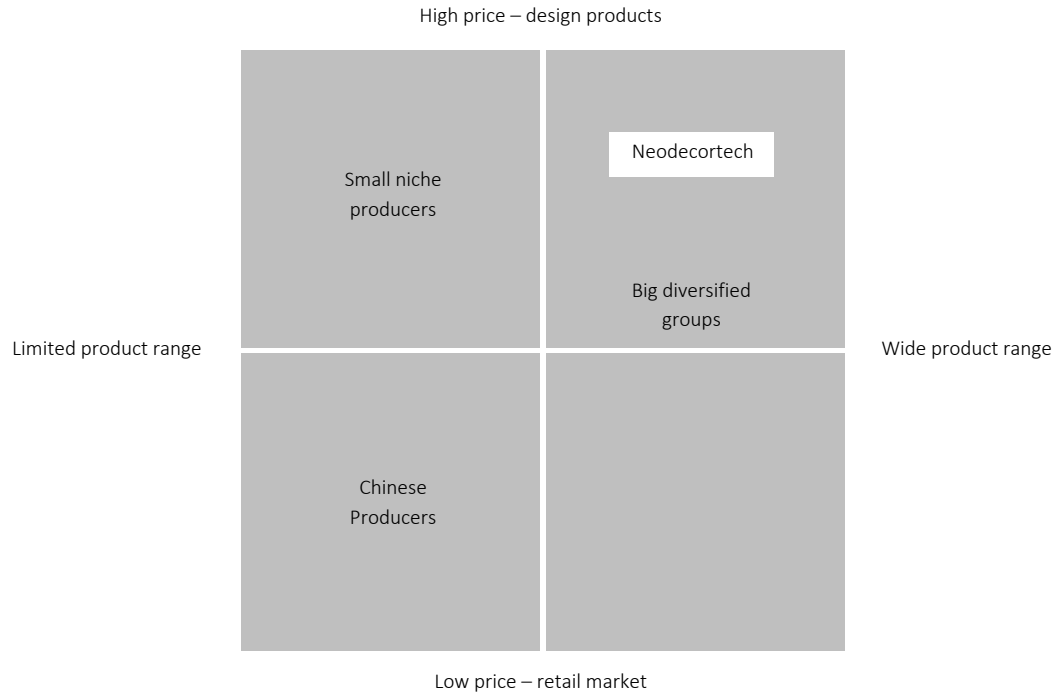 High price – design products
Neodecortech
Small niche
producers
Big diversified
groups
Limited product range
Wide product range
Chinese
Producers
Low price – retail market